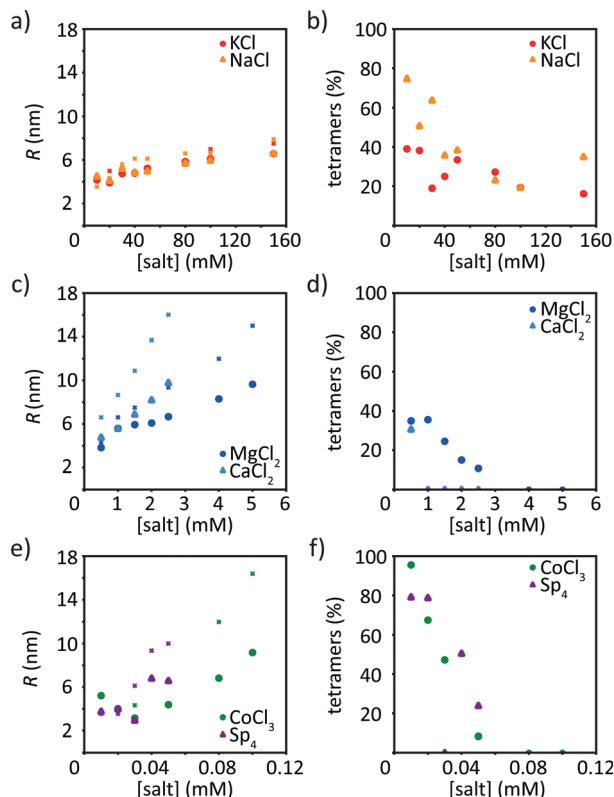 a)
18
14
10
6
2
R (nm)
KCl
NaCl
0 40 80 120 160
[salt] (mM)
b)
100
80
60
40
20
tetramers (%)
KCl
NaCl
0 40 80 120 160
[salt] (mM)
c)
18
14
10
6
2
R (nm)
MgCl2
CaCl2
0 1 2 3 4 5 6
[salt] (mM)
d)
100
80
60
40
20
tetramers (%)
MgCl2
CaCl2
0 1 2 3 4 5 6
[salt] (mM)
e)
18
14
10
6
2
R (nm)
CoCl3
Sp4
0 0.04 0.08 0.12
[salt] (mM)
f)
100
80
60
40
20
tetramers (%)
CoCl3
Sp4
0 0.04 0.08 0.12
[salt] (mM)